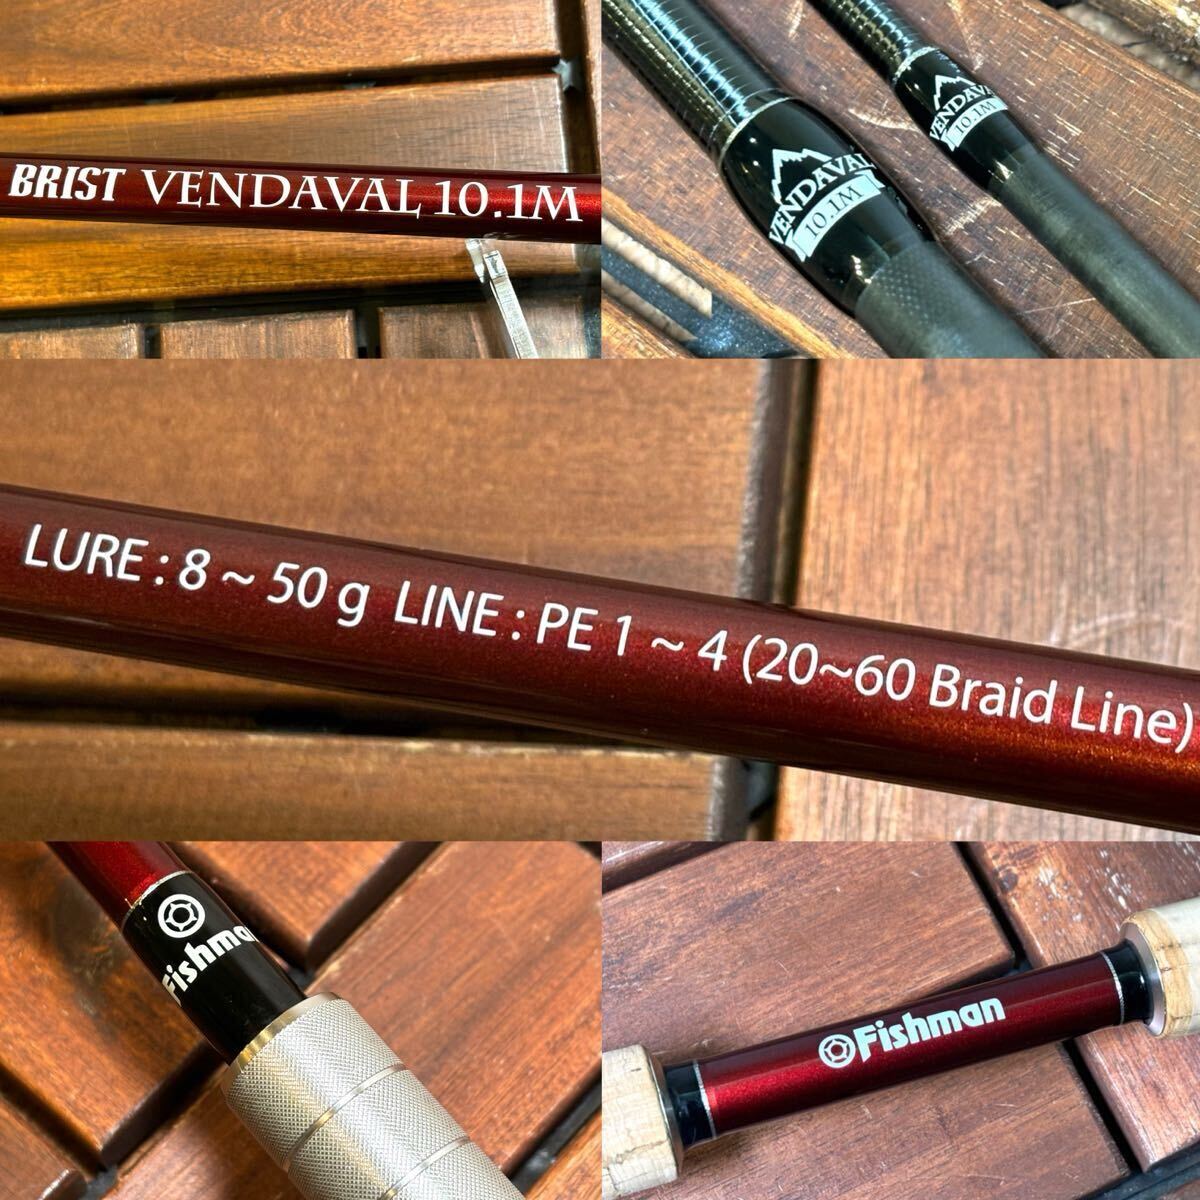 BRIST VENDAVAL 10.1M
VENDAVAL
10.1M
VENDAVAL
10.1M
LURE : 8 ~ 50 g LINE : PE 1 ~ 4 (20~60 Braid Line)
Fishman
Fishman